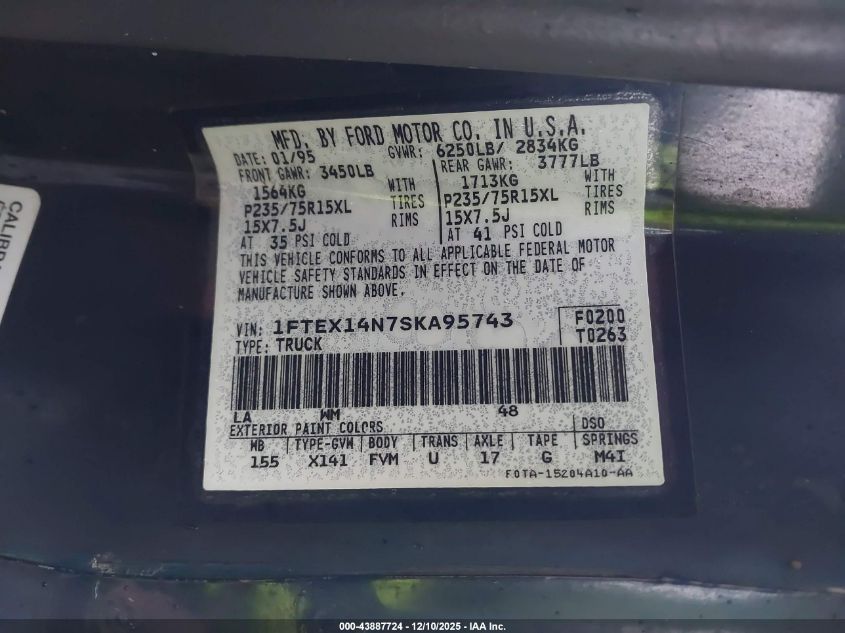 MFD. BY FORD MOTOR CO. IN U.S.A.
DATE: 01/95 GVWR: 6250LB/ 2834KG
FRONT GAWR: 3450LB REAR GAWR: 3777LB
1564KG WITH 1713KG WITH
P235/75R15XL TIRES P235/75R15XL TIRES
15X7.5J RIMS 15X7.5J RIMS
AT 35 PSI COLD AT 41 PSI COLD
THIS VEHICLE CONFORMS TO ALL APPLICABLE FEDERAL MOTOR
VEHICLE SAFETY STANDARDS IN EFFECT ON THE DATE OF
MANUFACTURE SHOWN ABOVE.
VIN: 1FTEX14N7SKA95743 F0200
TYPE: TRUCK T0263
LA WM 48
EXTERIOR PAINT COLORS DSO
WB TYPE-GVW BODY TRANS AXLE TAPE SPRINGS
155 X141 FVM U 17 G M4I
F0TA-15204A10-AA
000-43887724 - 12/10/2025 - IAA Inc.